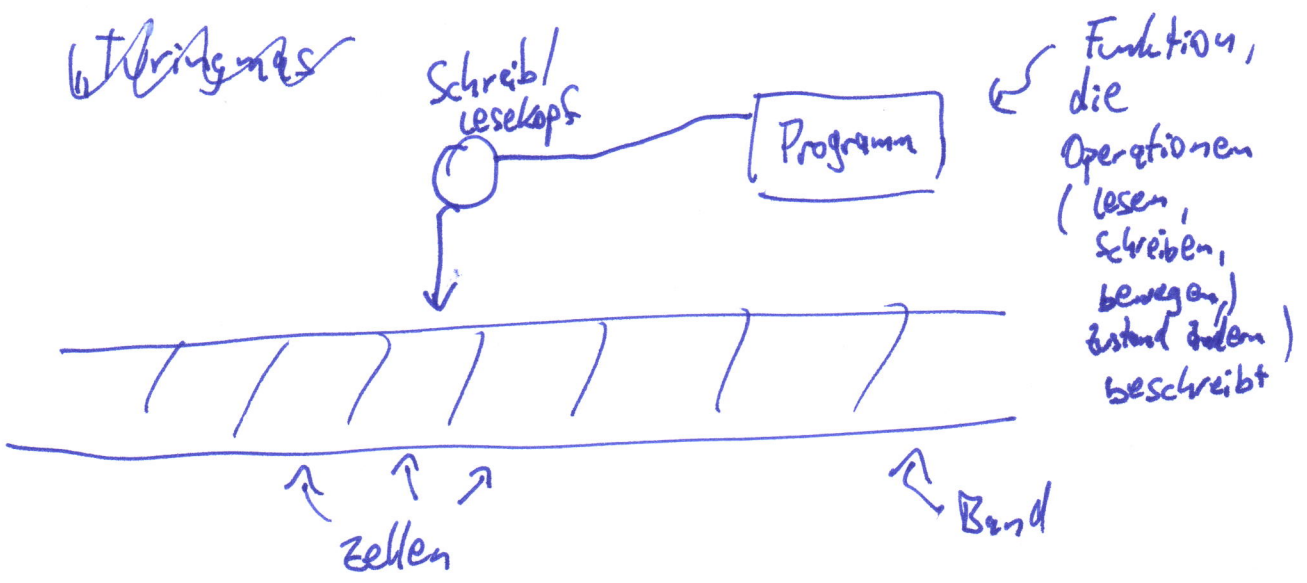 Schreib/
Lesekopf
Programm
Funktion,
die
Operationen
(lesen,
schreiben,
bewegen,)
Zustand ändern)
beschreibt
Zellen
Band